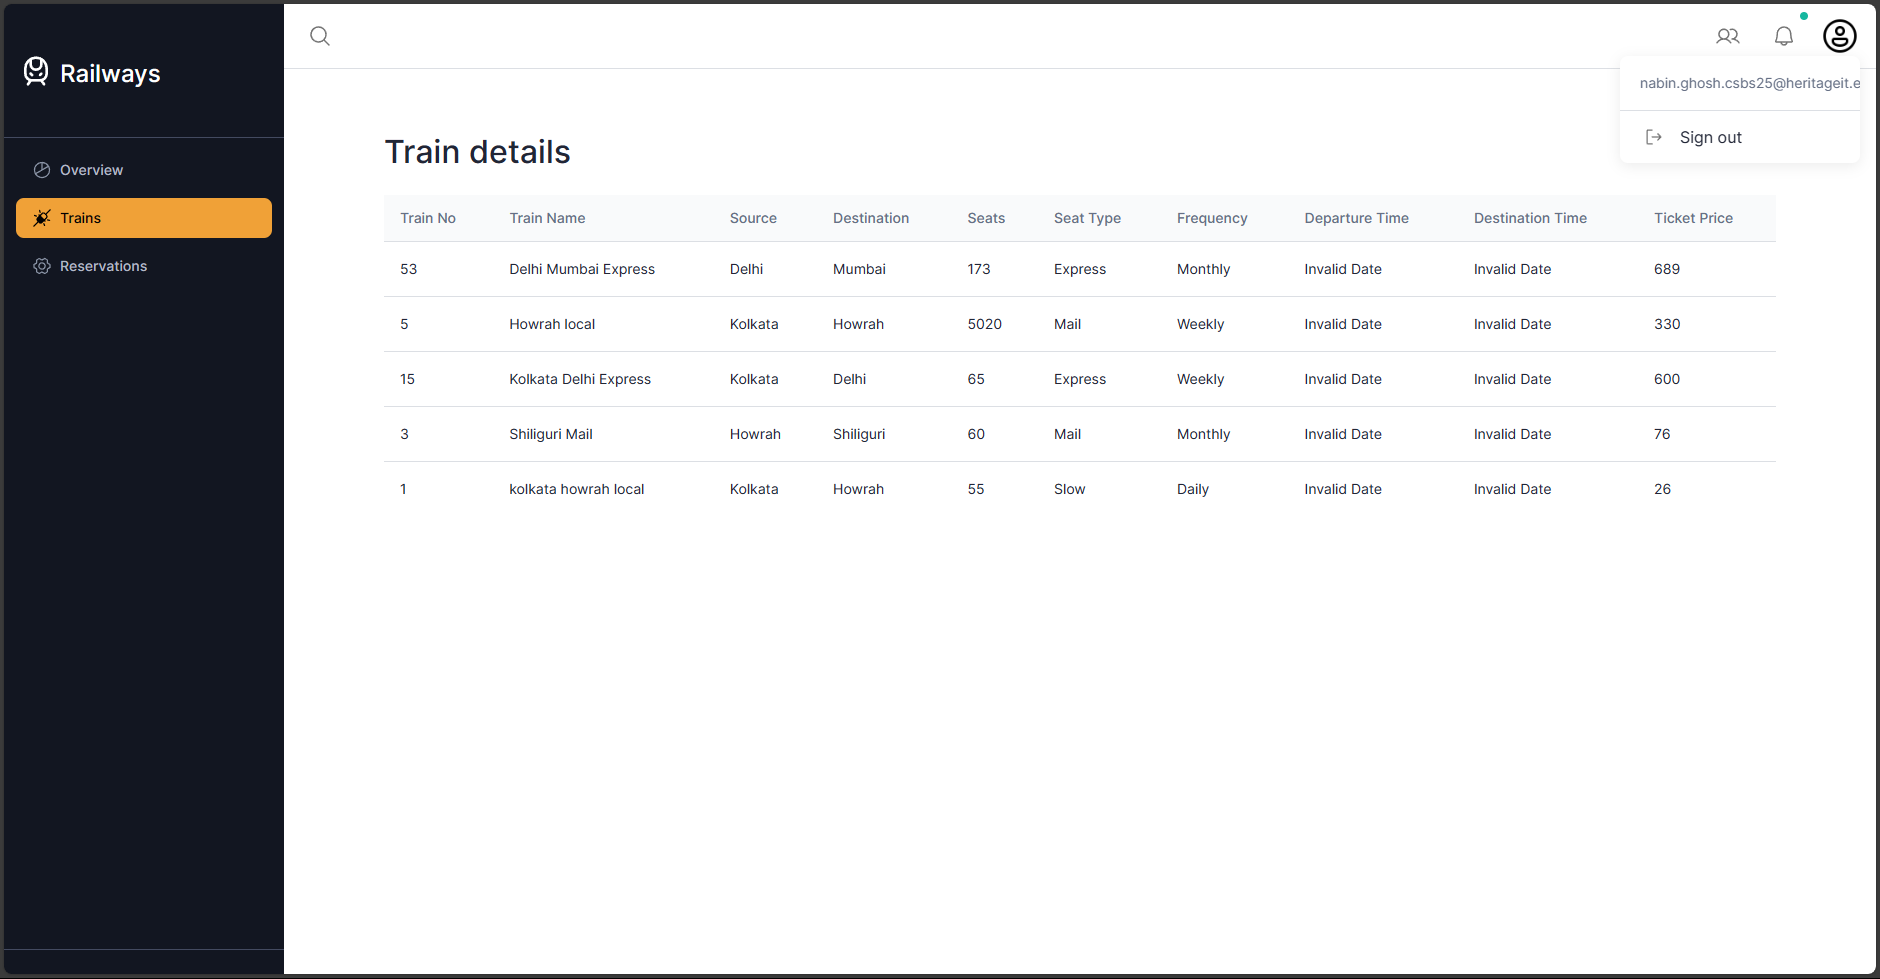 Railways
Overview
Trains
Reservations
nabin.ghosh.csbs25@heritageit.e
Sign out
Train details
Train No Train Name Source Destination Seats Seat Type Frequency Departure Time Destination Time Ticket Price
53 Delhi Mumbai Express Delhi Mumbai 173 Express Monthly Invalid Date Invalid Date 689
5 Howrah local Kolkata Howrah 5020 Mail Weekly Invalid Date Invalid Date 330
15 Kolkata Delhi Express Kolkata Delhi 65 Express Weekly Invalid Date Invalid Date 600
3 Shiliguri Mail Howrah Shiliguri 60 Mail Monthly Invalid Date Invalid Date 76
1 kolkata howrah local Kolkata Howrah 55 Slow Daily Invalid Date Invalid Date 26